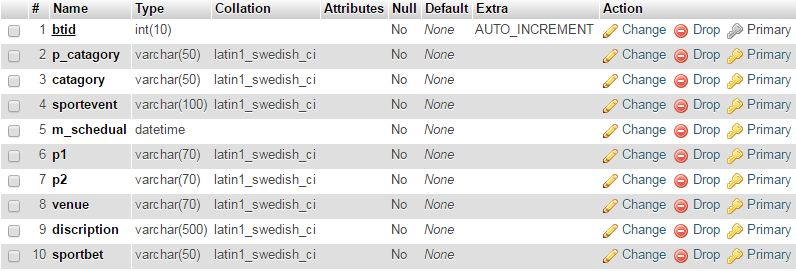 # Name Type Collation Attributes Null Default Extra Action
1 btid int(10) No None AUTO_INCREMENT Change Drop Primary
2 p_catagory varchar(50) latin1_swedish_ci No None Change Drop Primary
3 catagory varchar(50) latin1_swedish_ci No None Change Drop Primary
4 sportevent varchar(100) latin1_swedish_ci No None Change Drop Primary
5 m_schedual datetime No None Change Drop Primary
6 p1 varchar(70) latin1_swedish_ci No None Change Drop Primary
7 p2 varchar(70) latin1_swedish_ci No None Change Drop Primary
8 venue varchar(70) latin1_swedish_ci No None Change Drop Primary
9 discription varchar(500) latin1_swedish_ci No None Change Drop Primary
10 sportbet varchar(50) latin1_swedish_ci No None Change Drop Primary